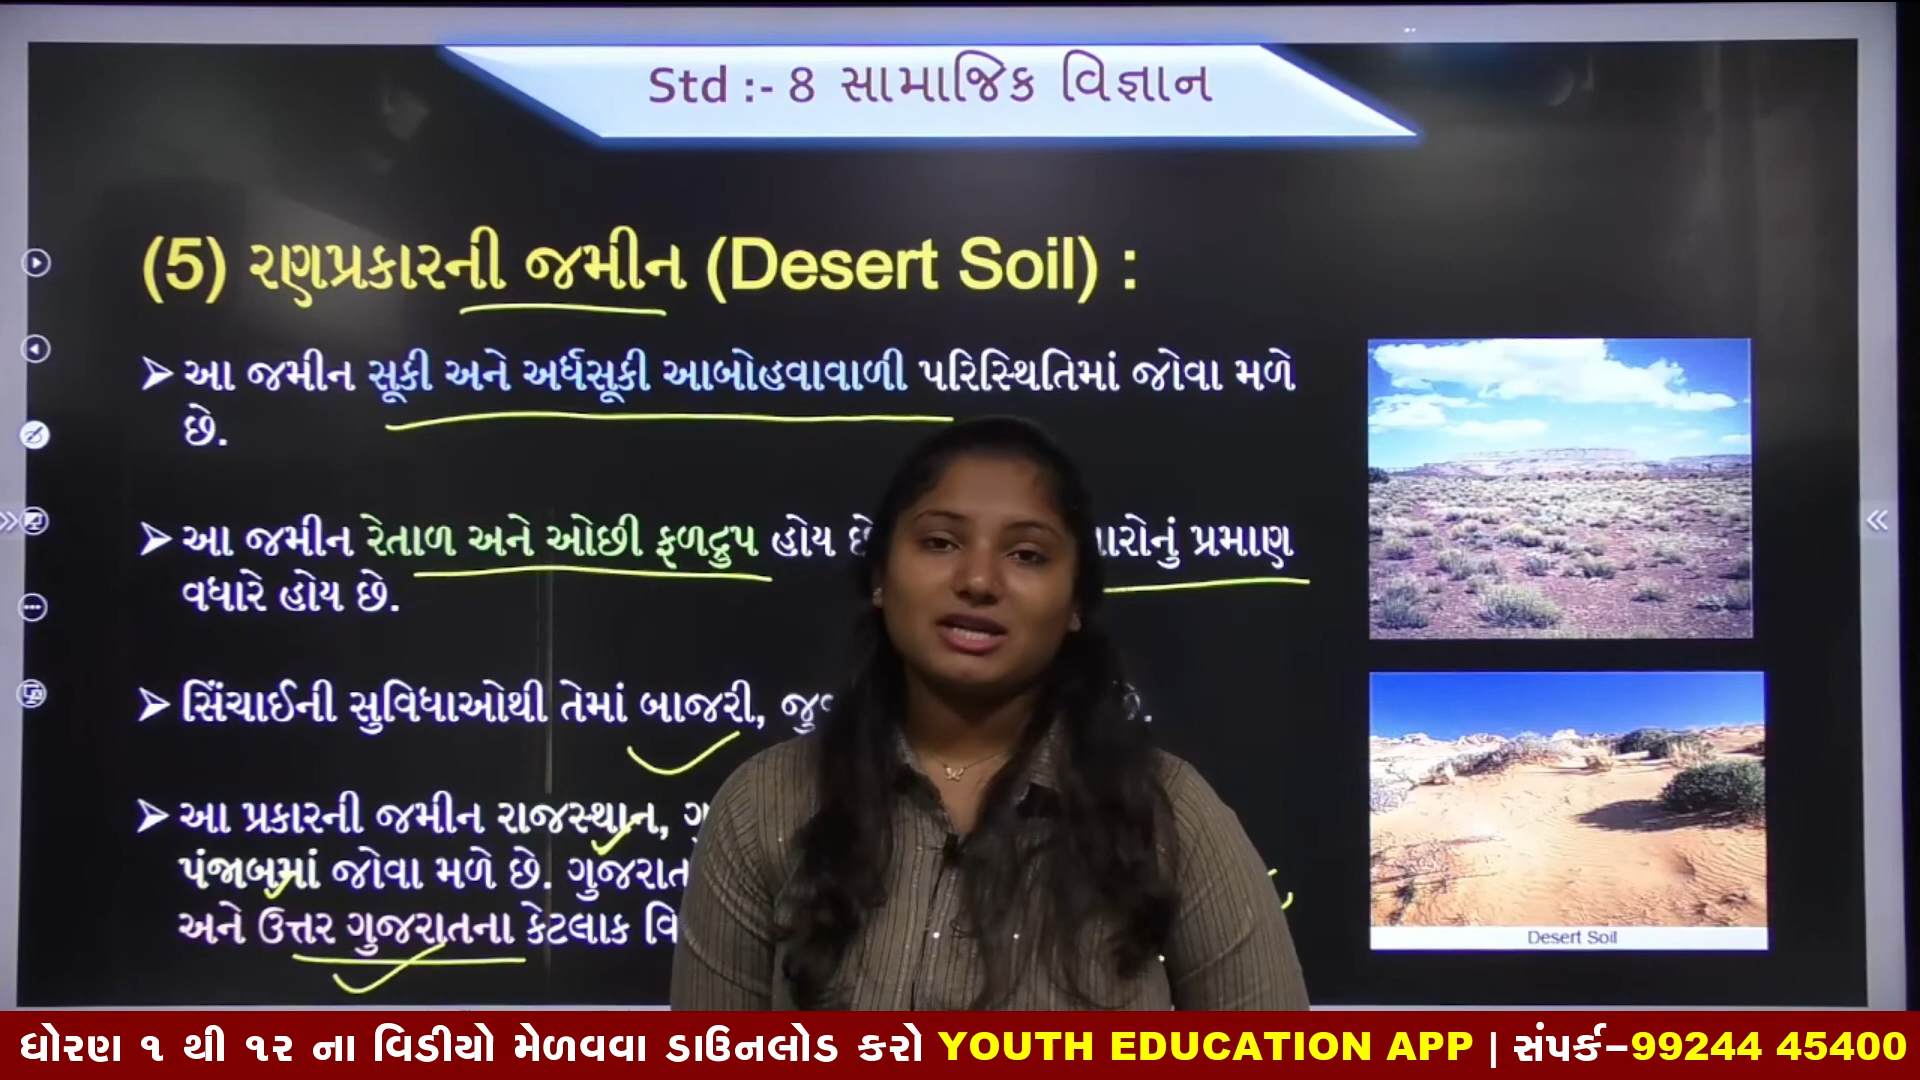 Std :- 8 સામાજિક વિજ્ઞાન
(5) રણપ્રકારની જમીન (Desert Soil) :
➢ આ જમીન સૂકી અને અર્ધસૂકી આબોહવાવાળી પરિસ્થિતિમાં જોવા મળે
છે.
➢ આ જમીન રેતાળ અને ઓછી ફળદ્રુપ હોય પ્રમાણ
વધારે હોય છે.
➢ સિંચાઈની સુવિધાઓથી તેમાં બાજરી,
➢ આ પ્રકારની જમીન રાજસ્થાન,
પંજાબમાં જોવા મળે છે. ગુજરાત
અને ઉત્તર ગુજરાતના કેટલાક
Desert Soil
ધોરણ ૧ થી ૧૨ ના વિડીયો મેળવવા ડાઉનલોડ કરો YOUTH EDUCATION APP | સંપર્ક-99244 45400